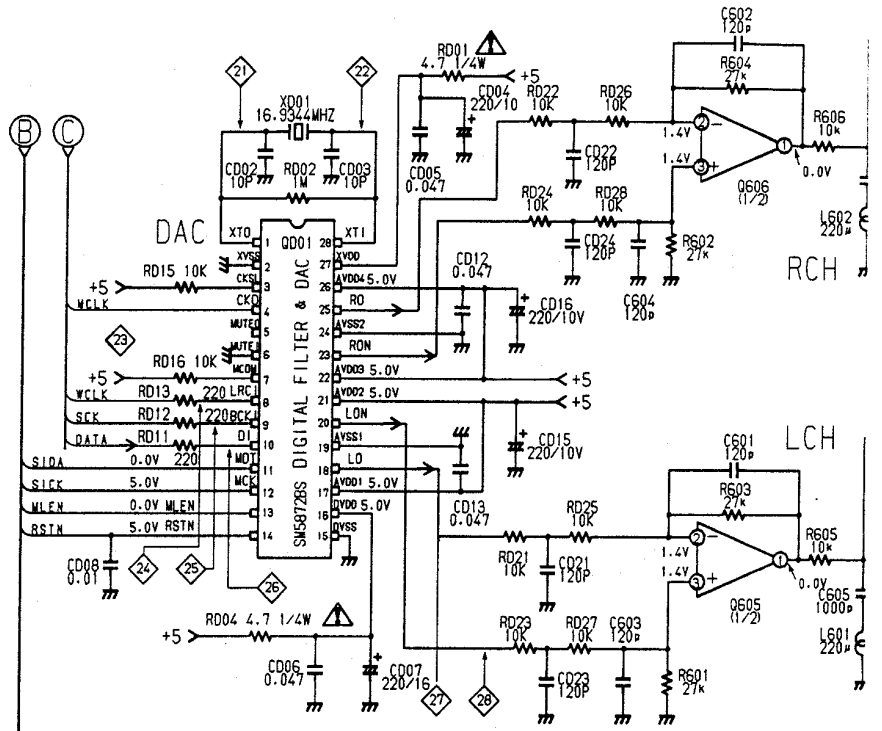 B
C
21
22
XD01
16.9344MHZ
CD02
10P
CD03
10P
RD02
1M
RD01
4.7 1/4W
+5
CD04
220/10
CD05
0.047
C602
120p
R604
27k
RD22
10K
RD26
10K
CD22
120P
1.4V
2
−
1.4V
3
+
1
0.0V
Q606
(1/2)
R606
10k
RD24
10K
RD28
10K
CD24
120P
C604
120p
R602
27k
L602
220μ
RCH
DAC
QD01
SM5872BS DIGITAL FILTER & DAC
XTO
1
XVSS
2
+5
RD15 10K
CKSL
3
WCLK
CKO
4
23
MUTEO
5
MUTEI
6
+5
RD16 10K
MCOM
7
WCLK
RD13
220
LRCI
8
SCK
RD12
220
BCKI
9
DATA
RD11
220
DI
10
SIDA
0.0V
MDT
11
SICK
5.0V
MCK
12
MLEN
0.0V
MLEN
13
RSTN
5.0V
RSTN
14
XTI
28
XVDD
27
AVDD4
5.0V
26
RO
25
AVSS2
24
RON
23
AVDD3
5.0V
22
+5
AVDD2
5.0V
21
+5
LON
20
AVSS1
19
LO
18
AVDD1
5.0V
17
DVDD
5.0V
16
DVSS
15
CD12
0.047
CD16
220/10V
CD15
220/10V
CD13
0.047
CD08
0.01
24
25
26
+5
RD04 4.7 1/4W
CD06
0.047
CD07
220/16
27
28
LCH
C601
120p
R603
27k
RD21
10K
RD25
10K
CD21
120P
1.4V
2
−
1.4V
3
+
1
0.0V
Q605
(1/2)
R605
10k
C605
1000p
L601
220μ
RD23
10K
RD27
10K
C603
120p
CD23
120P
R601
27k